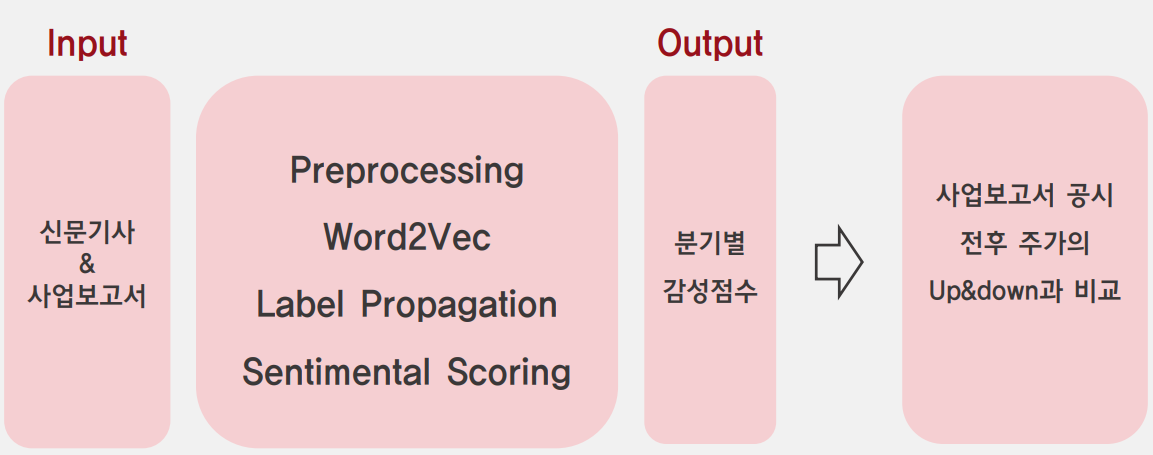 Input
신문기사
&
사업보고서
Preprocessing
Word2Vec
Label Propagation
Sentimental Scoring
Output
분기별
감성점수
사업보고서 공시
전후 주가의
Up&down과 비교